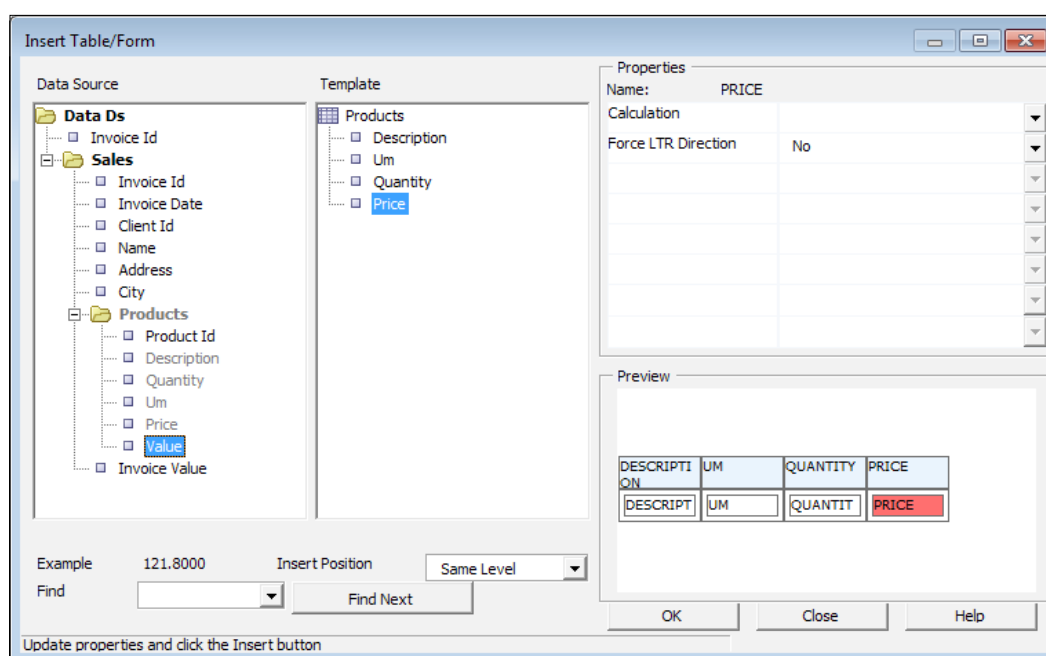 Insert Table/Form
Data Source
Data Ds
Invoice Id
Sales
Invoice Id
Invoice Date
Client Id
Name
Address
City
Products
Product Id
Description
Quantity
Um
Price
Value
Invoice Value
Template
Products
Description
Um
Quantity
Price
Properties
Name: PRICE
Calculation
Force LTR Direction No
Preview
DESCRIPTI UM QUANTITY PRICE
ON
DESCRIPT UM QUANTIT PRICE
Example 121.8000 Insert Position Same Level
Find Find Next
OK Close Help
Update properties and click the Insert button